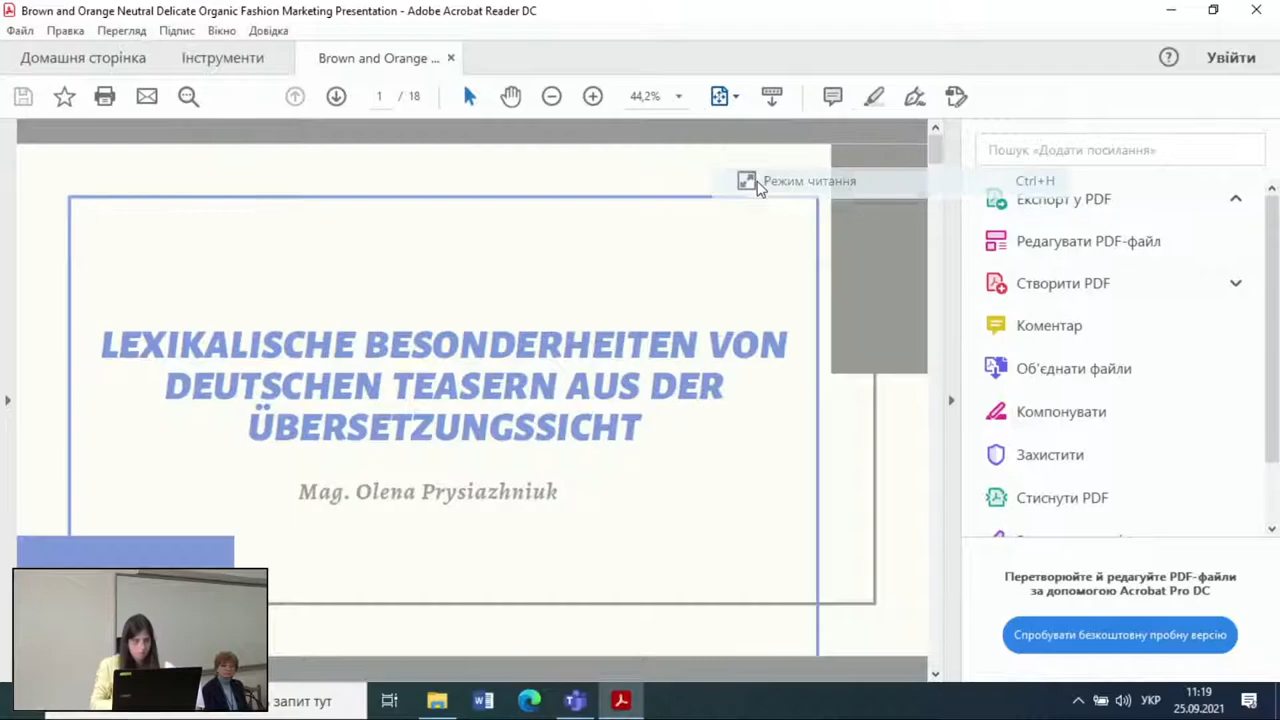 Brown and Orange Neutral Delicate Organic Fashion Marketing Presentation - Adobe Acrobat Reader DC
Файл Правка Перегляд Підпис Вікно Довідка
Домашня сторінка Інструменти Brown and Orange ... Увійти
1 / 18 44,2%
Пошук «Додати посилання»
Режим читання Ctrl+H
Експорт у PDF
Редагувати PDF-файл
Створити PDF
Коментар
Об'єднати файли
Компонувати
Захистити
Стиснути PDF
LEXIKALISCHE BESONDERHEITEN VON
DEUTSCHEN TEASERN AUS DER
ÜBERSETZUNGSSICHT
Mag. Olena Prysiazhniuk
Перетворюйте й редагуйте PDF-файли
за допомогою Acrobat Pro DC
Спробувати безкоштовну пробну версію
запит тут
УКР
11:19
25.09.2021